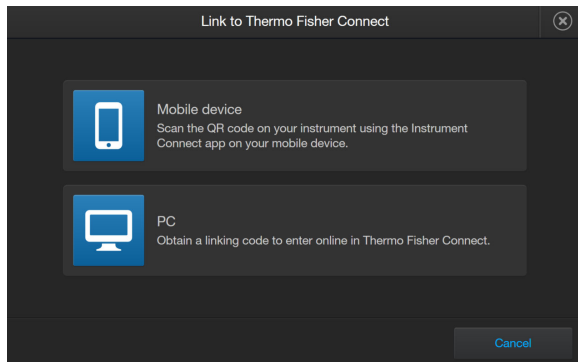 Link to Thermo Fisher Connect
Mobile device
Scan the QR code on your instrument using the Instrument
Connect app on your mobile device.
PC
Obtain a linking code to enter online in Thermo Fisher Connect.
Cancel